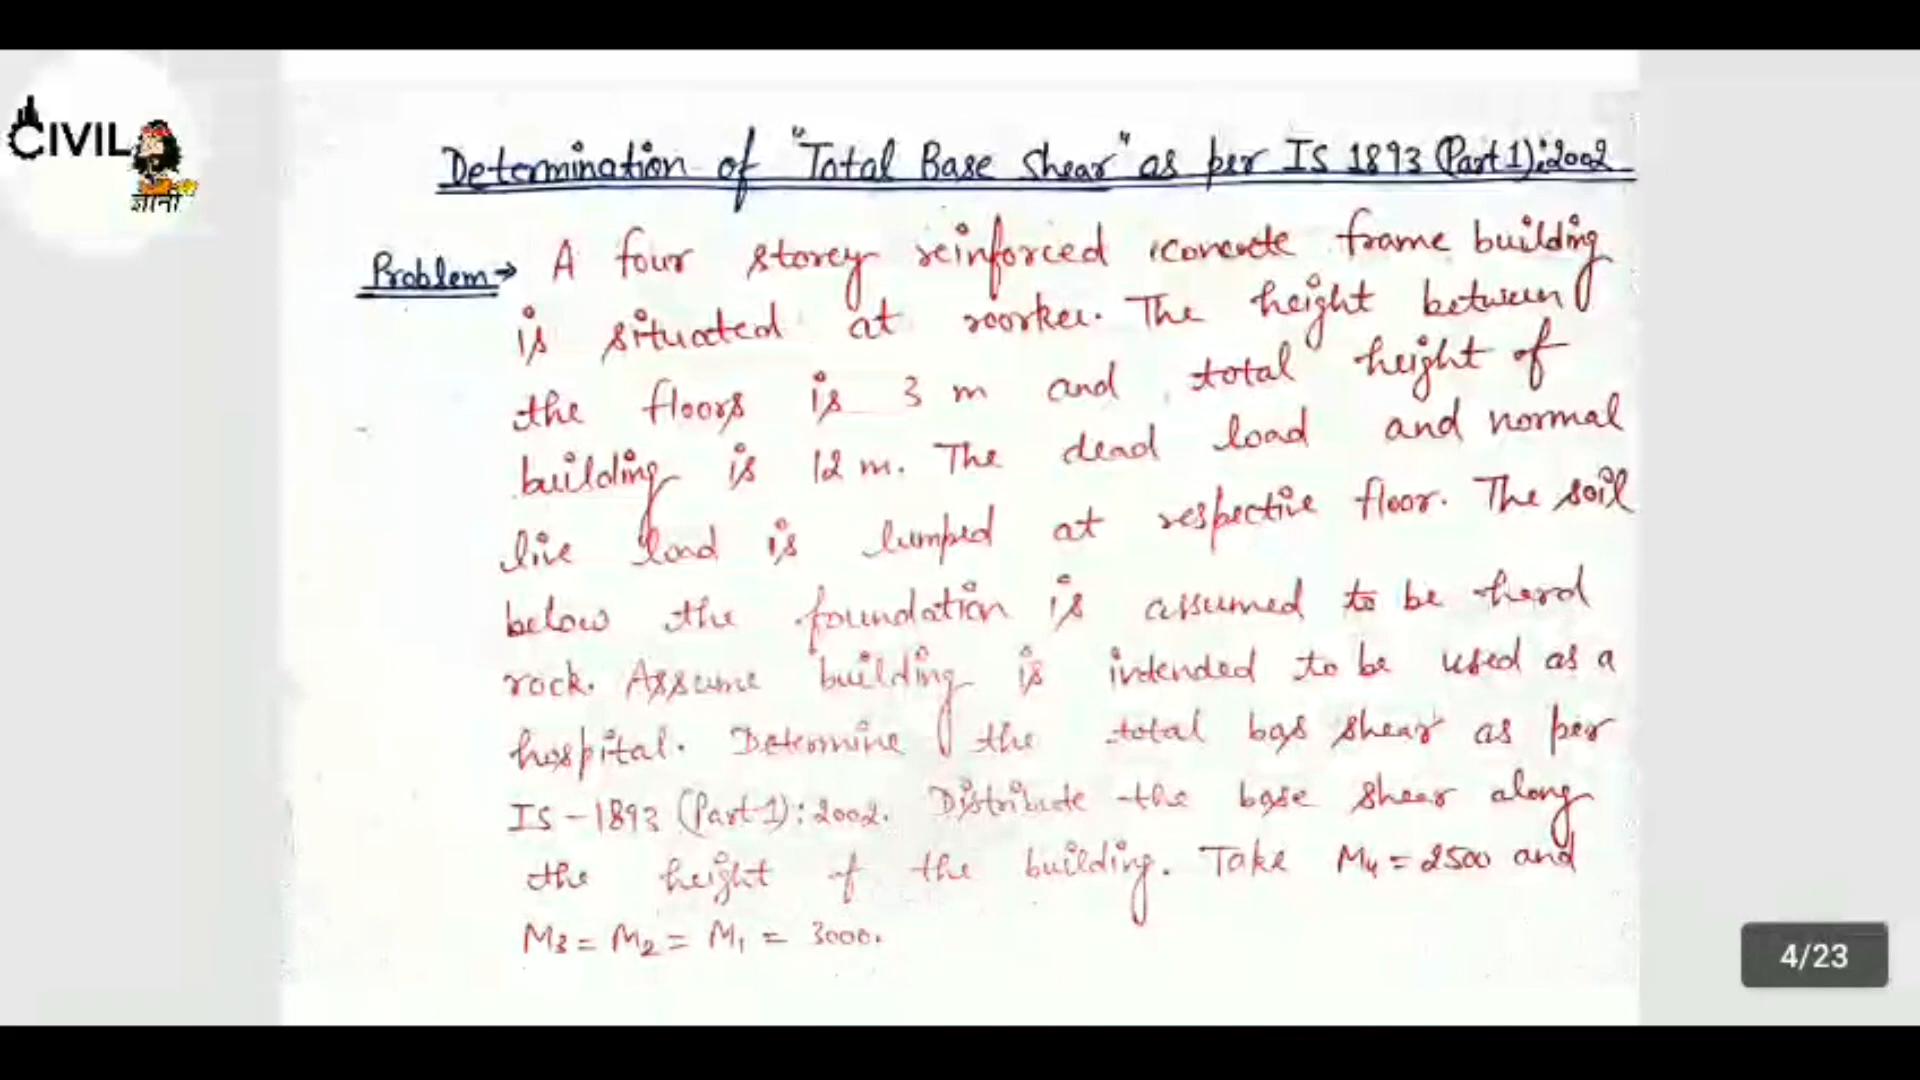 CIVIL
ज्ञानी
Determination of "Total Base Shear" as per IS 1893 (Part 1):2002
Problem → A four storey reinforced concrete frame building
is situated at roorkee. The height between
the floors is 3 m and total height of
building is 12 m. The dead load and normal
live load is lumped at respective floor. The soil
below the foundation is assumed to be hard
rock. Assume building is intended to be used as a
hospital. Determine the total bas shear as per
IS-1893 (Part-1):2002. Distribute the base shear along
the height of the building. Take M4 = 2500 and
M3 = M2 = M1 = 3000.
4/23